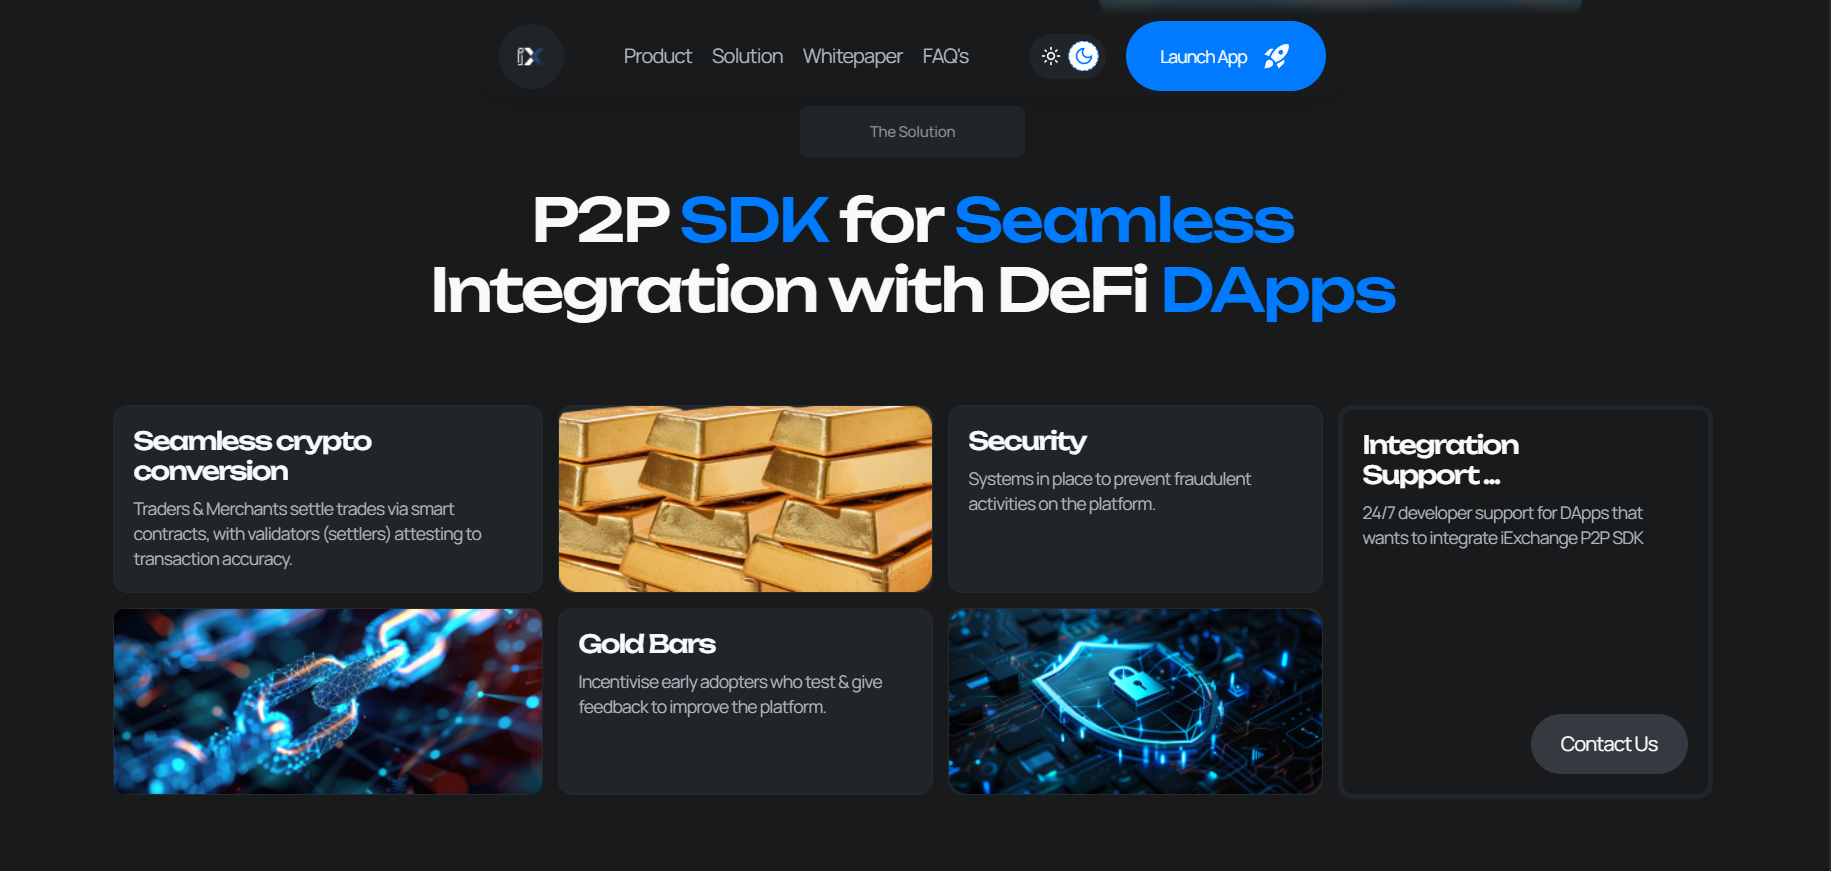 iX
Product Solution Whitepaper FAQ's
Launch App
The Solution
P2P SDK for Seamless
Integration with DeFi DApps
Seamless crypto
conversion
Traders & Merchants settle trades via smart
contracts, with validators (settlers) attesting to
transaction accuracy.
Security
Systems in place to prevent fraudulent
activities on the platform.
Integration
Support ...
24/7 developer support for DApps that
wants to integrate iExchange P2P SDK
Gold Bars
Incentivise early adopters who test & give
feedback to improve the platform.
Contact Us